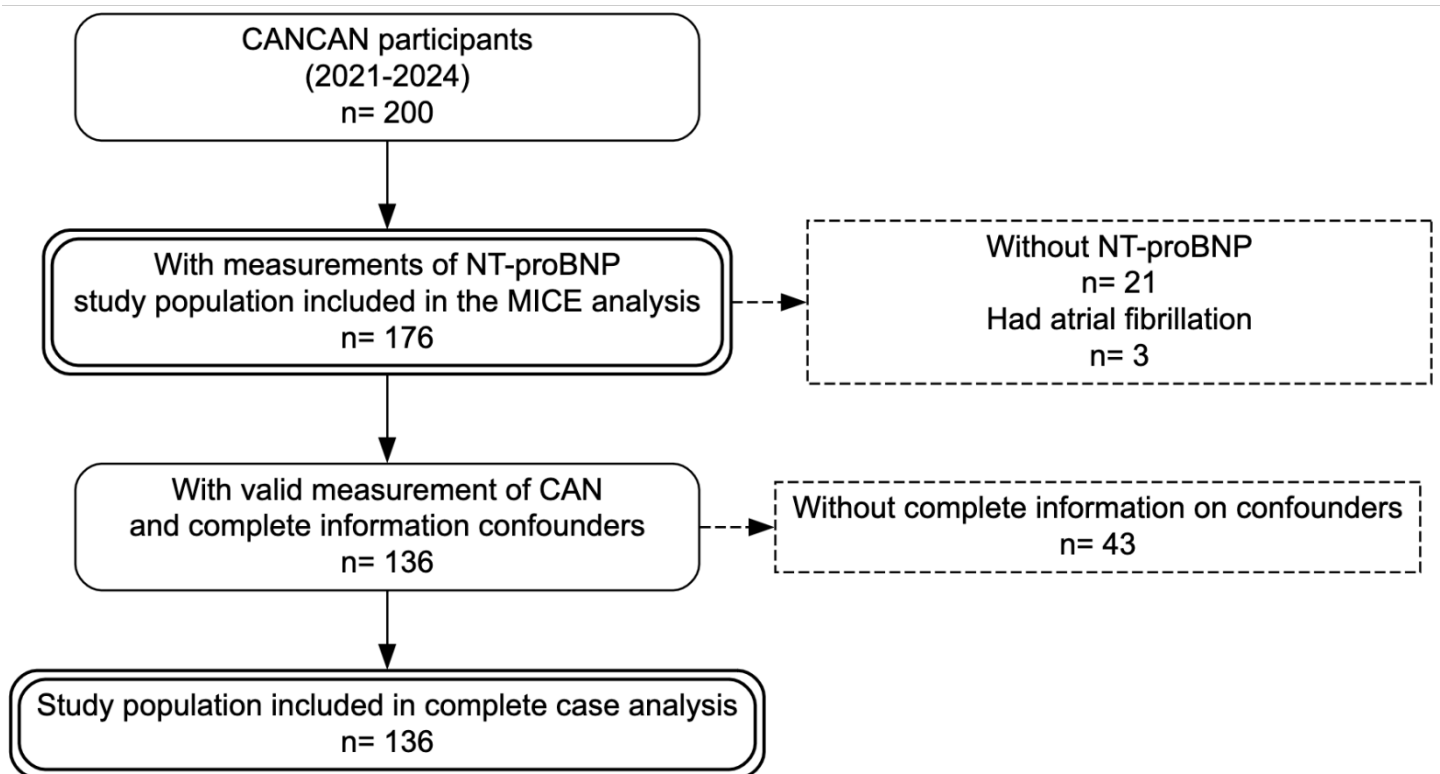 CANCAN participants
(2021-2024)
n= 200
With measurements of NT-proBNP
study population included in the MICE analysis
n= 176
Without NT-proBNP
n= 21
Had atrial fibrillation
n= 3
With valid measurement of CAN
and complete information confounders
n= 136
Without complete information on confounders
n= 43
Study population included in complete case analysis
n= 136